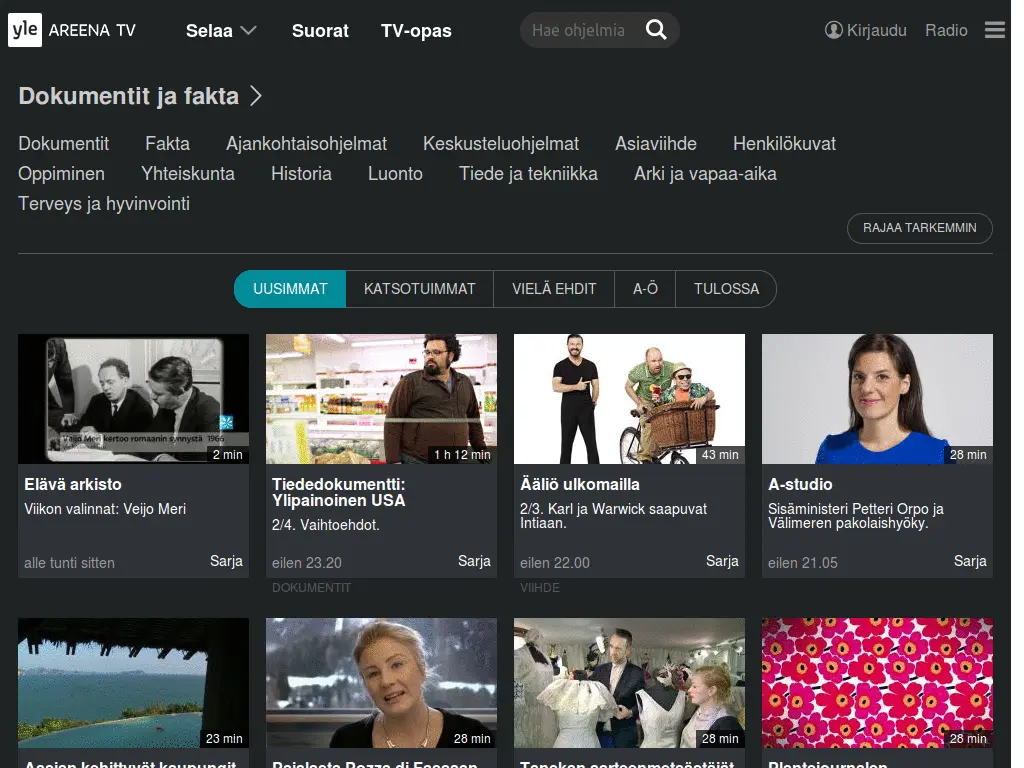 yle AREENA TV Selaa Suorat TV-opas Hae ohjelmia Kirjaudu Radio
Dokumentit ja fakta
Dokumentit Fakta Ajankohtaisohjelmat Keskusteluohjelmat Asiaviihde Henkilökuvat
Oppiminen Yhteiskunta Historia Luonto Tiede ja tekniikka Arki ja vapaa-aika
Terveys ja hyvinvointi
RAJAA TARKEMMIN
UUSIMMAT KATSOTUIMMAT VIELÄ EHDIT A-Ö TULOSSA
Veijo Meri kertoo romaanin synnystä 1966
2 min
Elävä arkisto
Viikon valinnat: Veijo Meri
alle tunti sitten Sarja
1 h 12 min
Tiededokumentti:
Ylipainoinen USA
2/4. Vaihtoehdot.
eilen 23.20 Sarja
DOKUMENTIT
43 min
Ääliö ulkomailla
2/3. Karl ja Warwick saapuvat
Intiaan.
eilen 22.00 Sarja
VIIHDE
28 min
A-studio
Sisäministeri Petteri Orpo ja
Välimeren pakolaishyöky.
eilen 21.05 Sarja
23 min
Aasian kehittyvät kaupungit
28 min
28 min
28 min